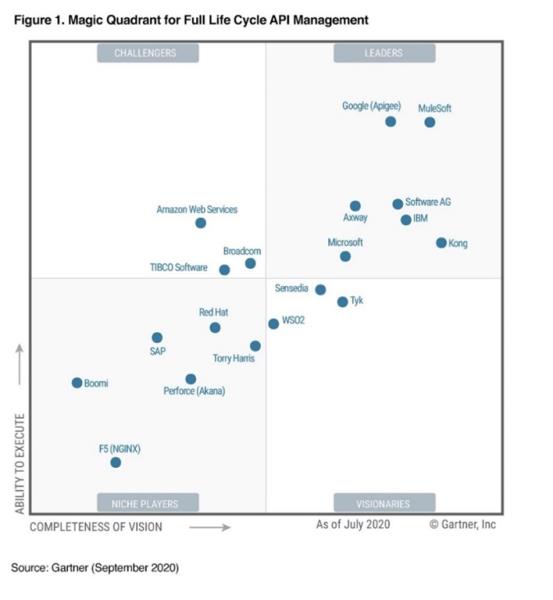 Figure 1. Magic Quadrant for Full Life Cycle API Management
CHALLENGERS
LEADERS
Google (Apigee)
MuleSoft
Amazon Web Services
Software AG
Axway
IBM
Microsoft
Kong
Broadcom
TIBCO Software
Sensedia
Tyk
Red Hat
WSO2
SAP
Torry Harris
Boomi
Perforce (Akana)
F5 (NGINX)
ABILITY TO EXECUTE
NICHE PLAYERS
VISIONARIES
COMPLETENESS OF VISION
As of July 2020
© Gartner, Inc
Source: Gartner (September 2020)